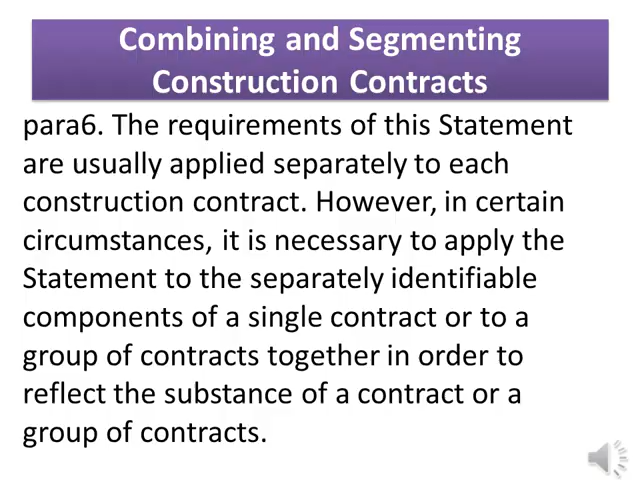 Combining and Segmenting
Construction Contracts
para6. The requirements of this Statement
are usually applied separately to each
construction contract. However, in certain
circumstances, it is necessary to apply the
Statement to the separately identifiable
components of a single contract or to a
group of contracts together in order to
reflect the substance of a contract or a
group of contracts.